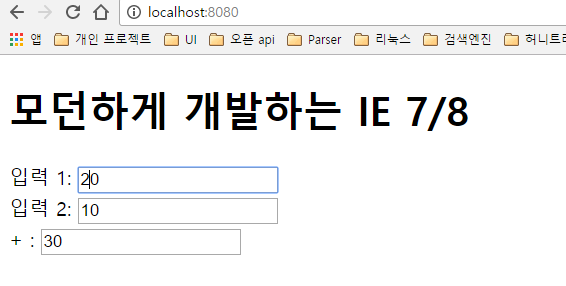 localhost:8080
앱 개인 프로젝트 UI 오픈 api Parser 리눅스 검색엔진 허니트
모던하게 개발하는 IE 7/8
입력 1: 20
입력 2: 10
+ : 30